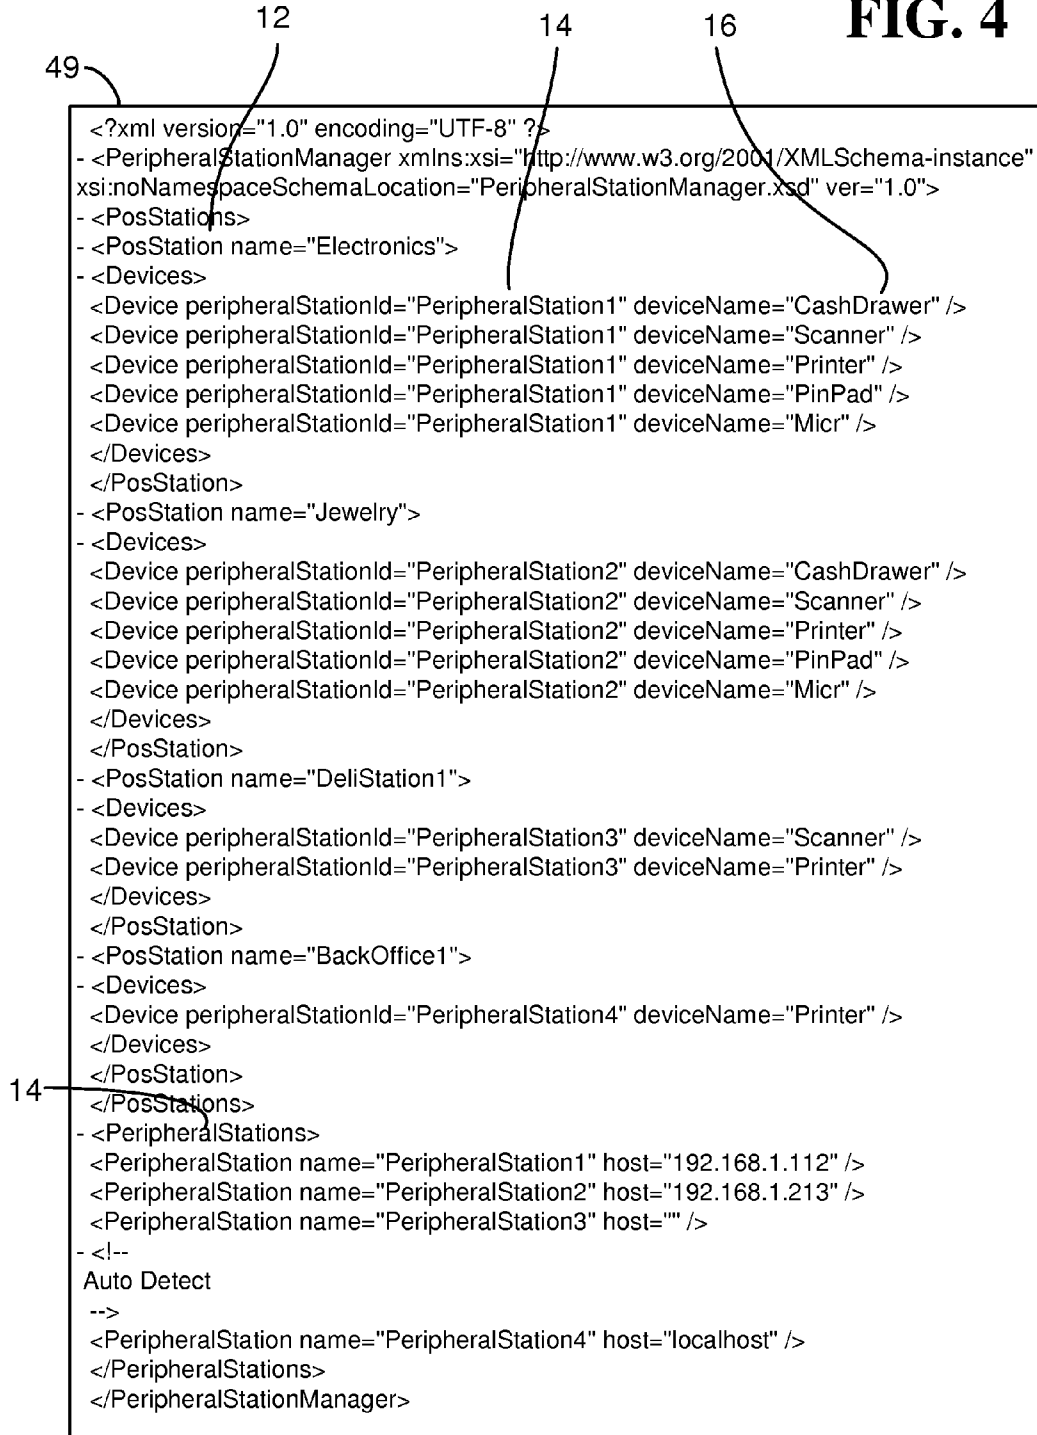 FIG. 4
12
14
16
49
<?xml version="1.0" encoding="UTF-8" ?>
- <PeripheralStationManager xmlns:xsi="http://www.w3.org/2001/XMLSchema-instance"
xsi:noNamespaceSchemaLocation="PeripheralStationManager.xsd" ver="1.0">
- <PosStations>
- <PosStation name="Electronics">
- <Devices>
<Device peripheralStationId="PeripheralStation1" deviceName="CashDrawer" />
<Device peripheralStationId="PeripheralStation1" deviceName="Scanner" />
<Device peripheralStationId="PeripheralStation1" deviceName="Printer" />
<Device peripheralStationId="PeripheralStation1" deviceName="PinPad" />
<Device peripheralStationId="PeripheralStation1" deviceName="Micr" />
</Devices>
</PosStation>
- <PosStation name="Jewelry">
- <Devices>
<Device peripheralStationId="PeripheralStation2" deviceName="CashDrawer" />
<Device peripheralStationId="PeripheralStation2" deviceName="Scanner" />
<Device peripheralStationId="PeripheralStation2" deviceName="Printer" />
<Device peripheralStationId="PeripheralStation2" deviceName="PinPad" />
<Device peripheralStationId="PeripheralStation2" deviceName="Micr" />
</Devices>
</PosStation>
- <PosStation name="DeliStation1">
- <Devices>
<Device peripheralStationId="PeripheralStation3" deviceName="Scanner" />
<Device peripheralStationId="PeripheralStation3" deviceName="Printer" />
</Devices>
</PosStation>
- <PosStation name="BackOffice1">
- <Devices>
<Device peripheralStationId="PeripheralStation4" deviceName="Printer" />
</Devices>
</PosStation>
14
</PosStations>
- <PeripheralStations>
<PeripheralStation name="PeripheralStation1" host="192.168.1.112" />
<PeripheralStation name="PeripheralStation2" host="192.168.1.213" />
<PeripheralStation name="PeripheralStation3" host="" />
- <!--
Auto Detect
-->
<PeripheralStation name="PeripheralStation4" host="localhost" />
</PeripheralStations>
</PeripheralStationManager>